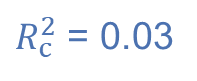 $R_c^2 = 0.03$